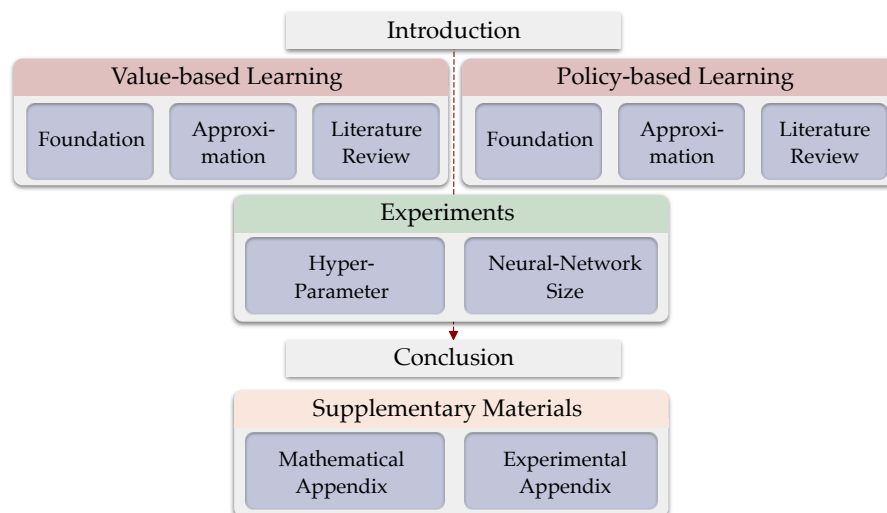 Introduction
Value-based Learning
Foundation
Approxi-
mation
Literature
Review
Policy-based Learning
Foundation
Approxi-
mation
Literature
Review
Experiments
Hyper-
Parameter
Neural-Network
Size
Conclusion
Supplementary Materials
Mathematical
Appendix
Experimental
Appendix